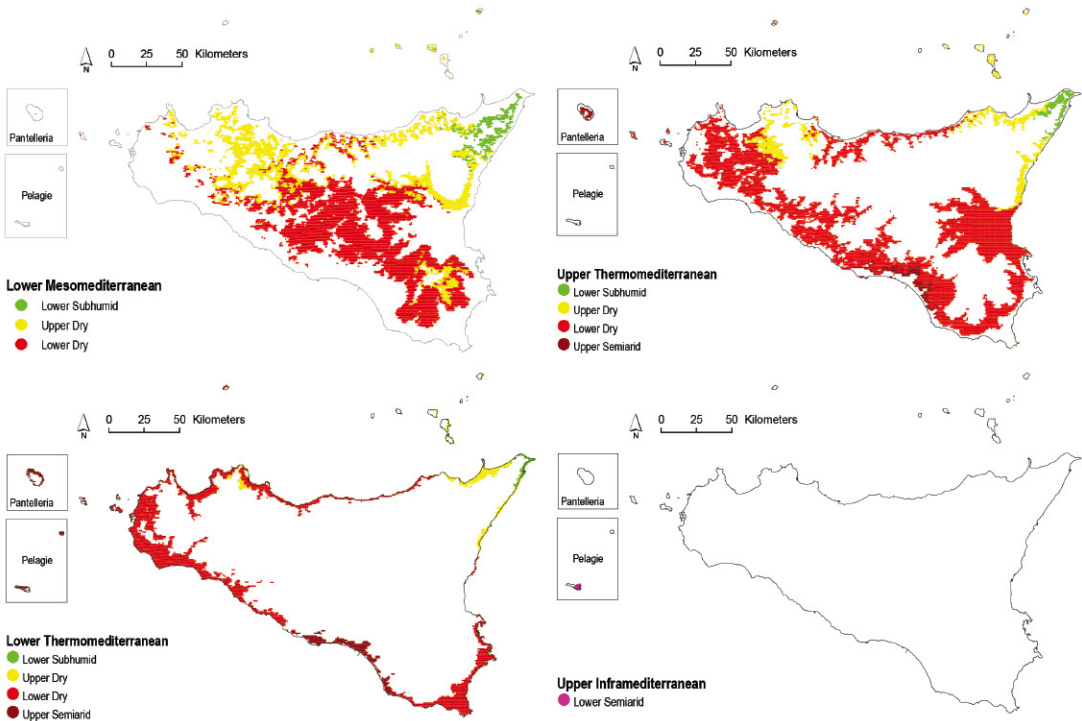 0 25 50 Kilometers
N
Pantelleria
Pelagie
Lower Mesomediterranean
Lower Subhumid
Upper Dry
Lower Dry
0 25 50 Kilometers
N
Pantelleria
Pelagie
Upper Thermomediterranean
Lower Subhumid
Upper Dry
Lower Dry
Upper Semiarid
0 25 50 Kilometers
N
Pantelleria
Pelagie
Lower Thermomediterranean
Lower Subhumid
Upper Dry
Lower Dry
Upper Semiarid
0 25 50 Kilometers
N
Pantelleria
Pelagie
Upper Inframediterranean
Lower Semiarid